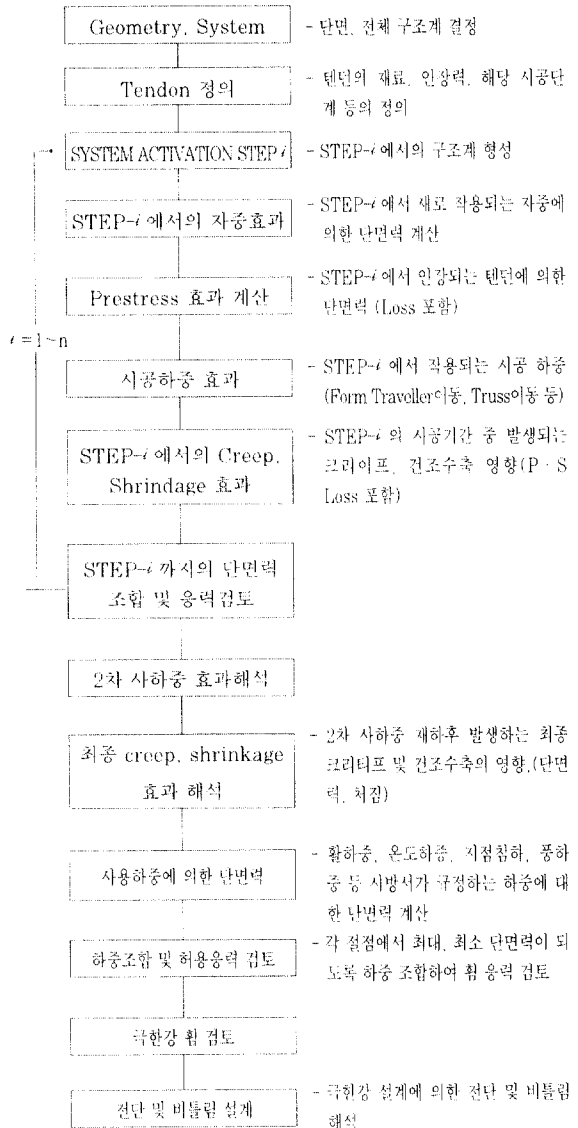 Geometry, System
- 단면, 전체 구조계 결정
Tendon 정의
- 텐던의 재료, 인장력, 해당 시공단
계 등의 정의
SYSTEM ACTIVATION STEP i
- STEP-i 에서의 구조계 형성
STEP-i 에서의 자중효과
- STEP-i 에서 새로 작용되는 자중에
의한 단면력 계산
Prestress 효과 계산
- STEP-i 에서 인장되는 텐던에 의한
단면력 (Loss 포함)
i = 1~n
시공하중 효과
- STEP-i 에서 작용되는 시공 하중
(Form Traveller이동, Truss이동 등)
STEP-i 에서의 Creep,
Shrindage 효과
- STEP-i 의 시공기간 중 발생되는
크리이프, 건조수축 영향(P · S
Loss 포함)
STEP-i 까지의 단면력
조합 및 응력검토
2차 사하중 효과해석
최종 creep, shrinkage
효과 해석
- 2차 사하중 재하후 발생하는 최종
크리티프 및 건조수축의 영향,(단면
력, 처짐)
사용하중에 의한 단면력
- 활하중, 온도하중, 지점침하, 풍하
중 등 시방서가 규정하는 하중에 대
한 단면력 계산
하중조합 및 허용응력 검토
- 각 절점에서 최대, 최소 단면력이 되
도록 하중 조합하여 휨 응력 검토
극한강 휨 검토
전단 및 비틀림 설계
- 극한강 설계에 의한 전단 및 비틀림
해석